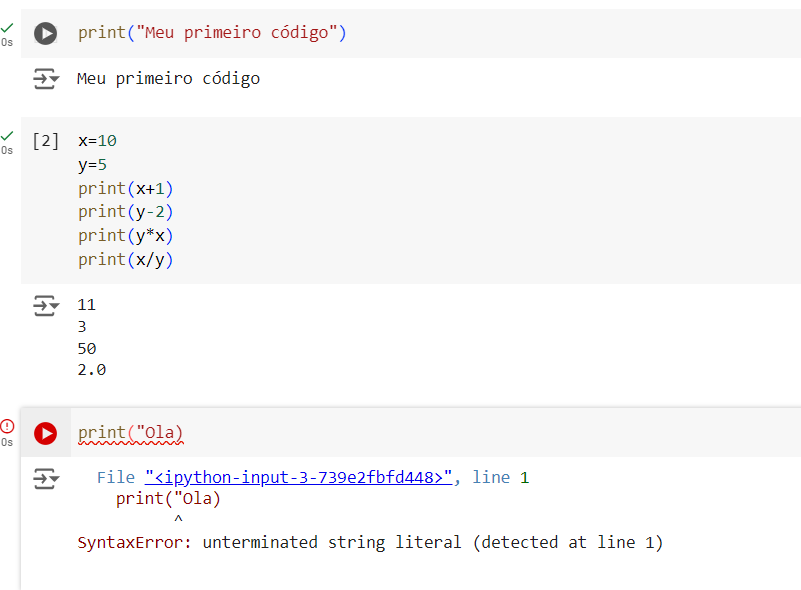 0s
print("Meu primeiro código")
Meu primeiro código
0s
[2]
x=10
y=5
print(x+1)
print(y-2)
print(y*x)
print(x/y)
11
3
50
2.0
0s
print("Ola)
File "<ipython-input-3-739e2fbfd448>", line 1
print("Ola)
^
SyntaxError: unterminated string literal (detected at line 1)